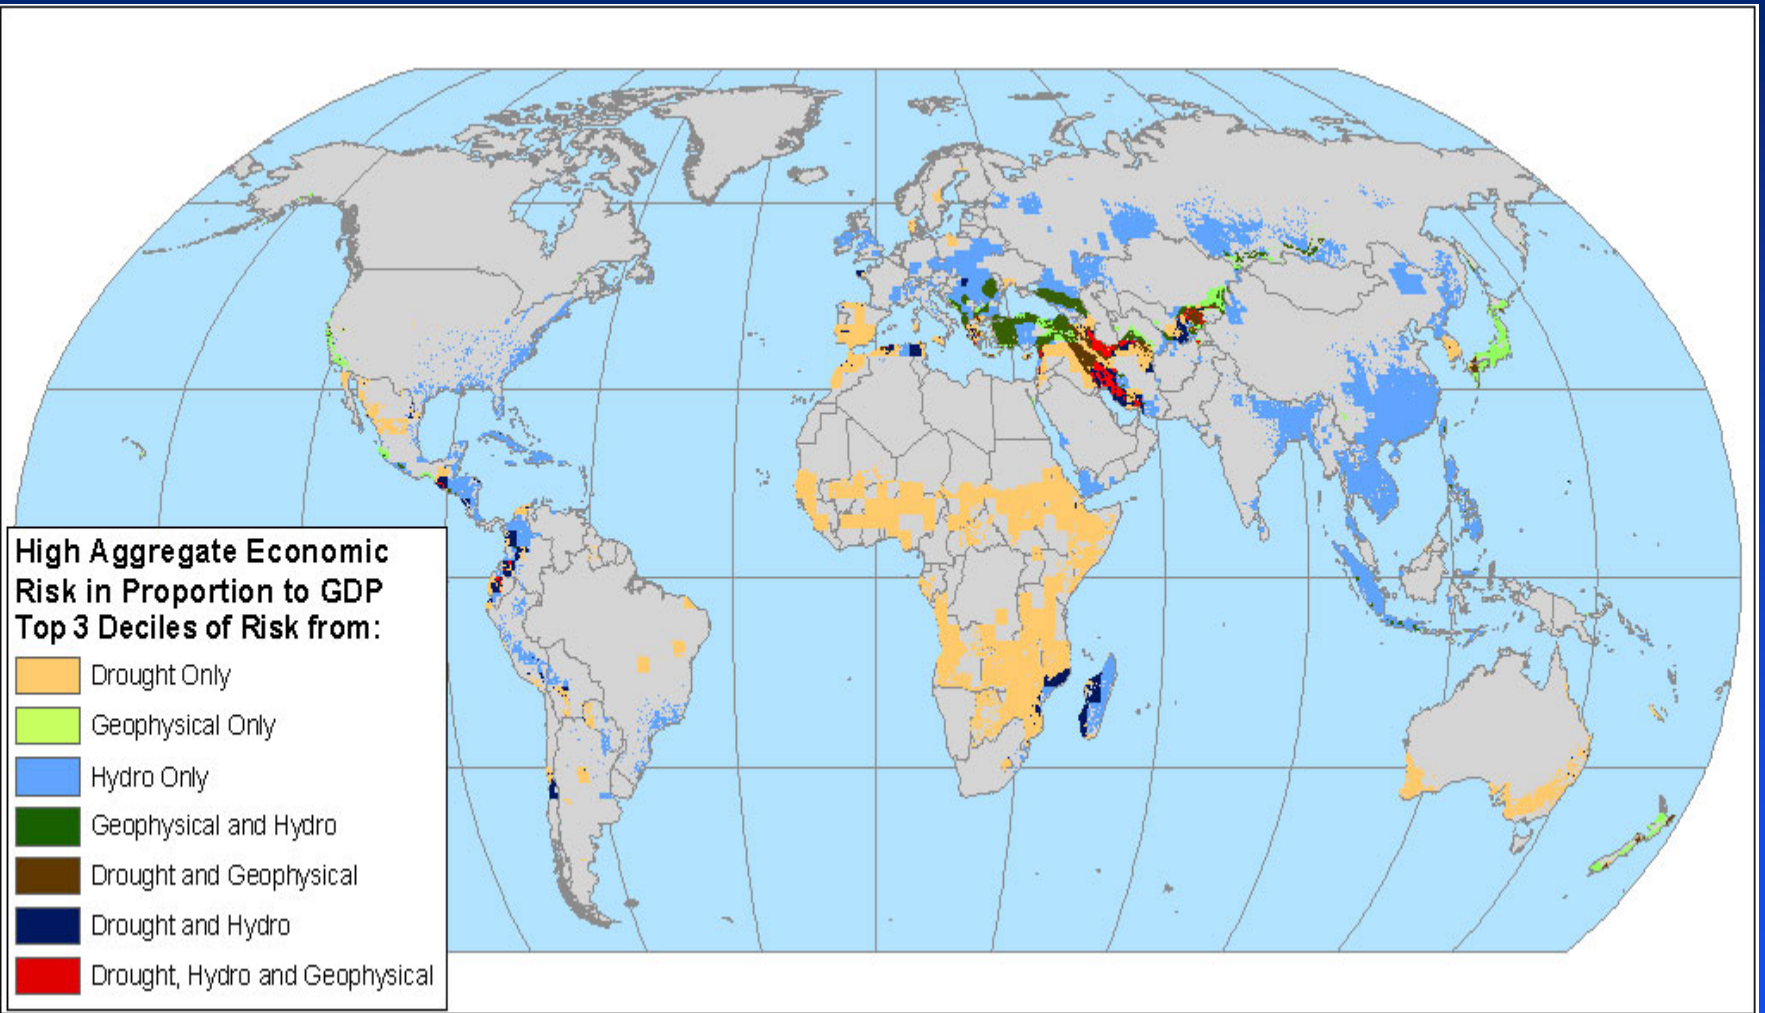 High Aggregate Economic
Risk in Proportion to GDP
Top 3 Deciles of Risk from:
Drought Only
Geophysical Only
Hydro Only
Geophysical and Hydro
Drought and Geophysical
Drought and Hydro
Drought, Hydro and Geophysical